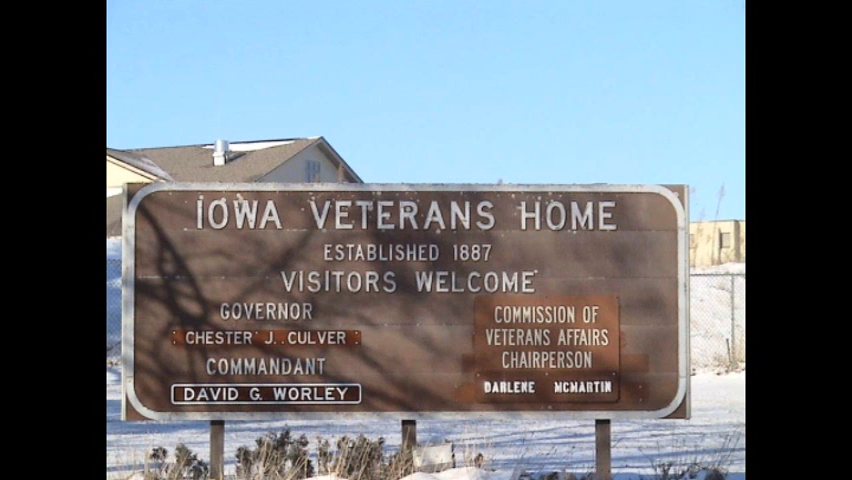 IOWA VETERANS HOME
ESTABLISHED 1887
VISITORS WELCOME
GOVERNOR
CHESTER J. CULVER
COMMANDANT
DAVID G. WORLEY
COMMISSION OF
VETERANS AFFAIRS
CHAIRPERSON
DARLENE MCMARTIN